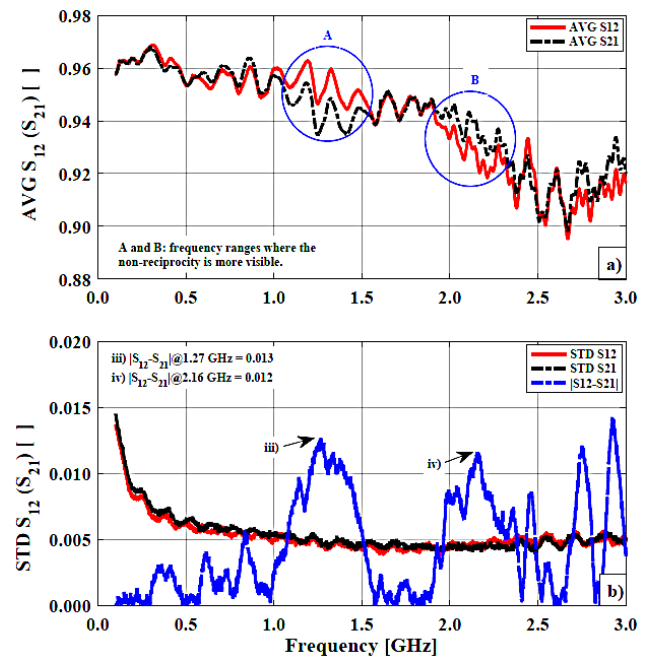 0.98
0.96
0.94
0.92
0.90
0.88
AVG S12 (S21) [ ]
A
B
AVG S12
AVG S21
A and B: frequency ranges where the
non-reciprocity is more visible.
a)
0.0 0.5 1.0 1.5 2.0 2.5 3.0
0.020
0.015
0.010
0.005
0.000
STD S12 (S21) [ ]
iii) |S12-S21|@1.27 GHz = 0.013
iv) |S12-S21|@2.16 GHz = 0.012
STD S12
STD S21
|S12-S21|
iii)
iv)
b)
0.0 0.5 1.0 1.5 2.0 2.5 3.0
Frequency [GHz]